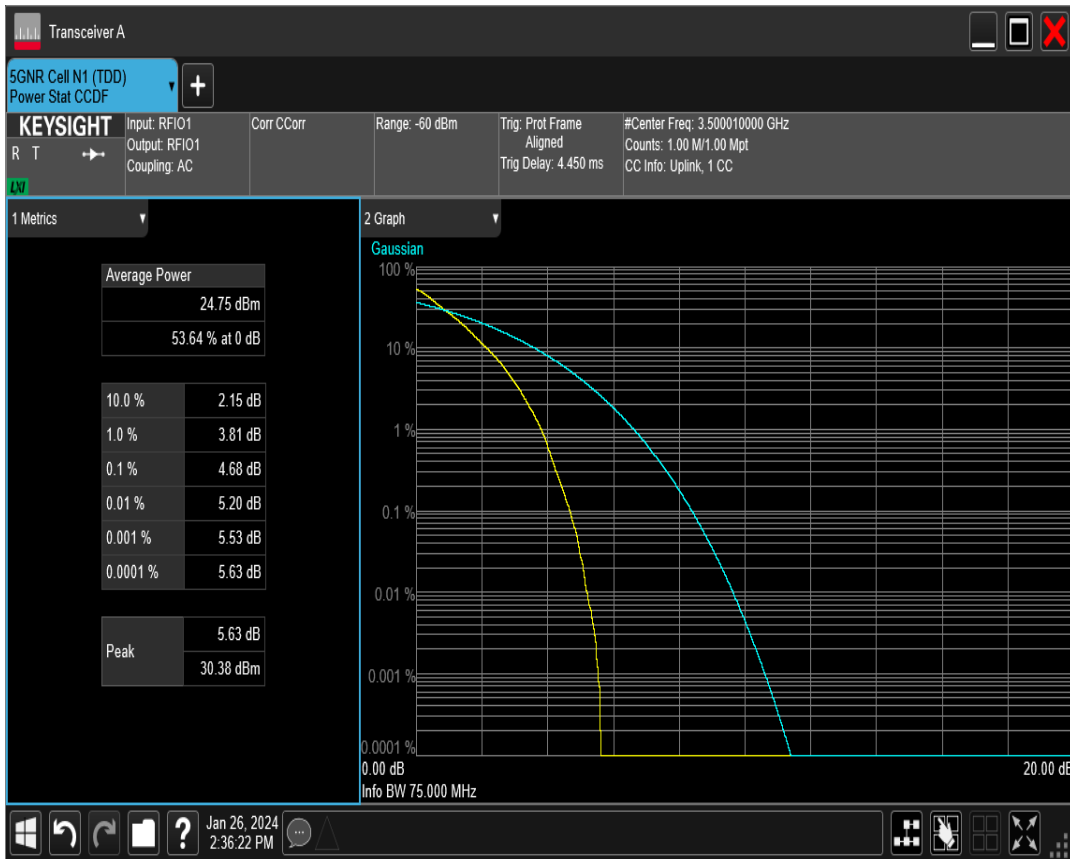 Transceiver A
5GNR Cell N1 (TDD)
Power Stat CCDF
+
KEYSIGHT
R T
LXI
Input: RFIO1
Output: RFIO1
Coupling: AC
Corr CCorr
Range: -60 dBm
Trig: Prot Frame
Aligned
Trig Delay: 4.450 ms
#Center Freq: 3.500010000 GHz
Counts: 1.00 M/1.00 Mpt
CC Info: Uplink, 1 CC
1 Metrics
Average Power
24.75 dBm
53.64 % at 0 dB
10.0 % 2.15 dB
1.0 % 3.81 dB
0.1 % 4.68 dB
0.01 % 5.20 dB
0.001 % 5.53 dB
0.0001 % 5.63 dB
Peak
5.63 dB
30.38 dBm
2 Graph
Gaussian
100 %
10 %
1 %
0.1 %
0.01 %
0.001 %
0.0001 %
0.00 dB 20.00 dB
Info BW 75.000 MHz
?
Jan 26, 2024
2:36:22 PM